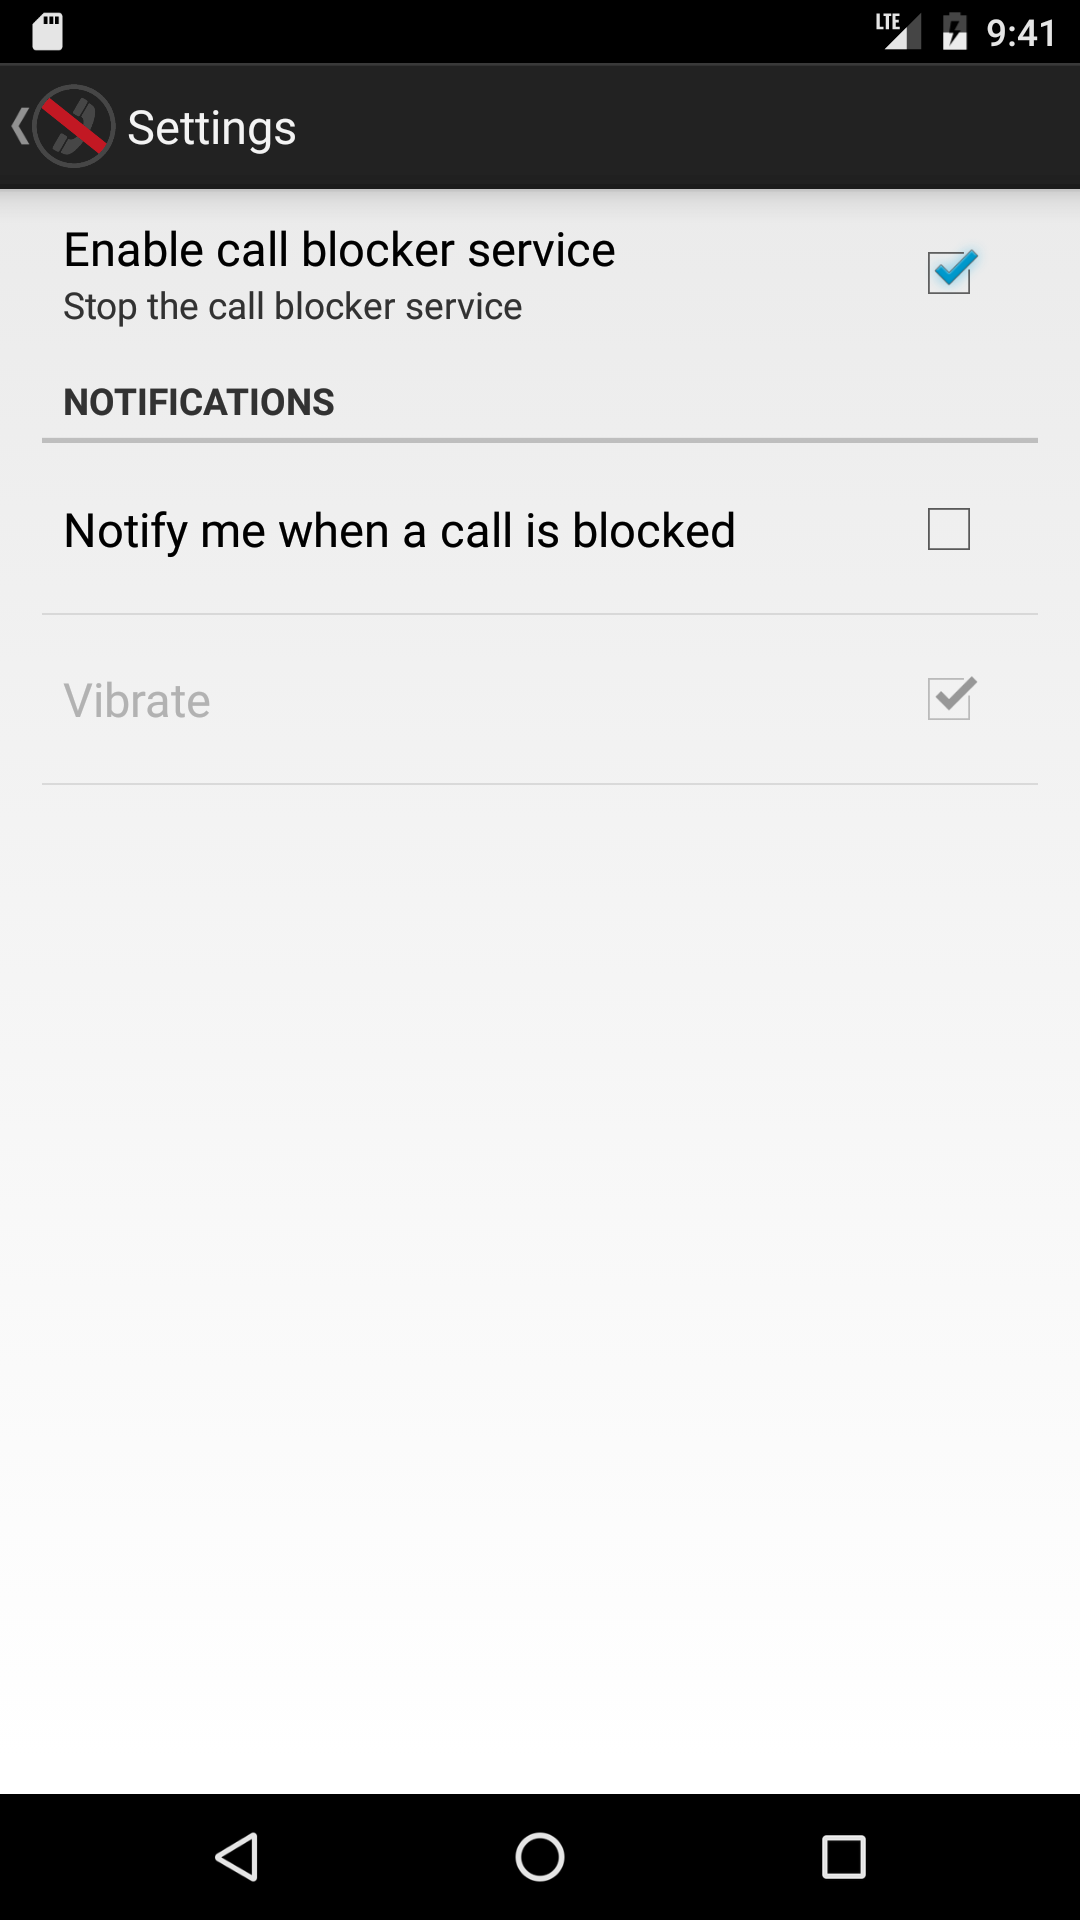 LTE 9:41
Settings
Enable call blocker service
Stop the call blocker service
NOTIFICATIONS
Notify me when a call is blocked
Vibrate